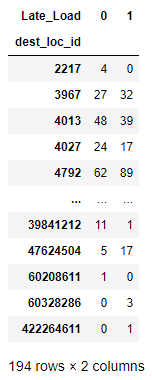 Late_Load 0 1
dest_loc_id
2217 4 0
3967 27 32
4013 48 39
4027 24 17
4792 62 89
... ... ...
39841212 11 1
47624504 5 17
60208611 1 0
60328286 0 3
422264611 0 1
194 rows × 2 columns